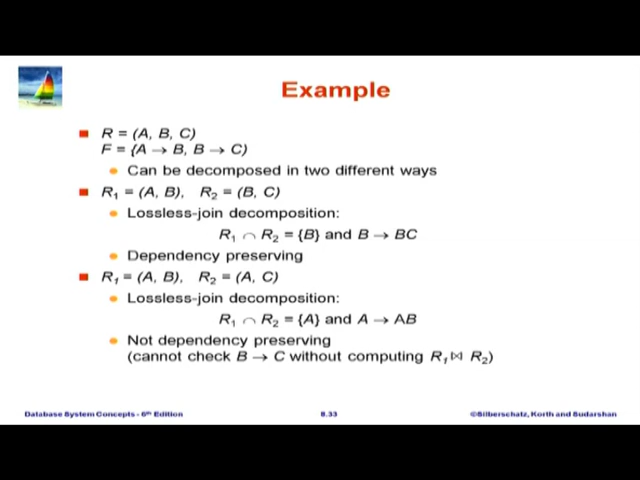 Example
R = (A, B, C)
F = {A → B, B → C)
Can be decomposed in two different ways
R1 = (A, B), R2 = (B, C)
Lossless-join decomposition:
R1 ∩ R2 = {B} and B → BC
Dependency preserving
R1 = (A, B), R2 = (A, C)
Lossless-join decomposition:
R1 ∩ R2 = {A} and A → AB
Not dependency preserving
(cannot check B → C without computing R1 ⋈ R2)
Database System Concepts - 6th Edition 8.33 ©Silberschatz, Korth and Sudarshan